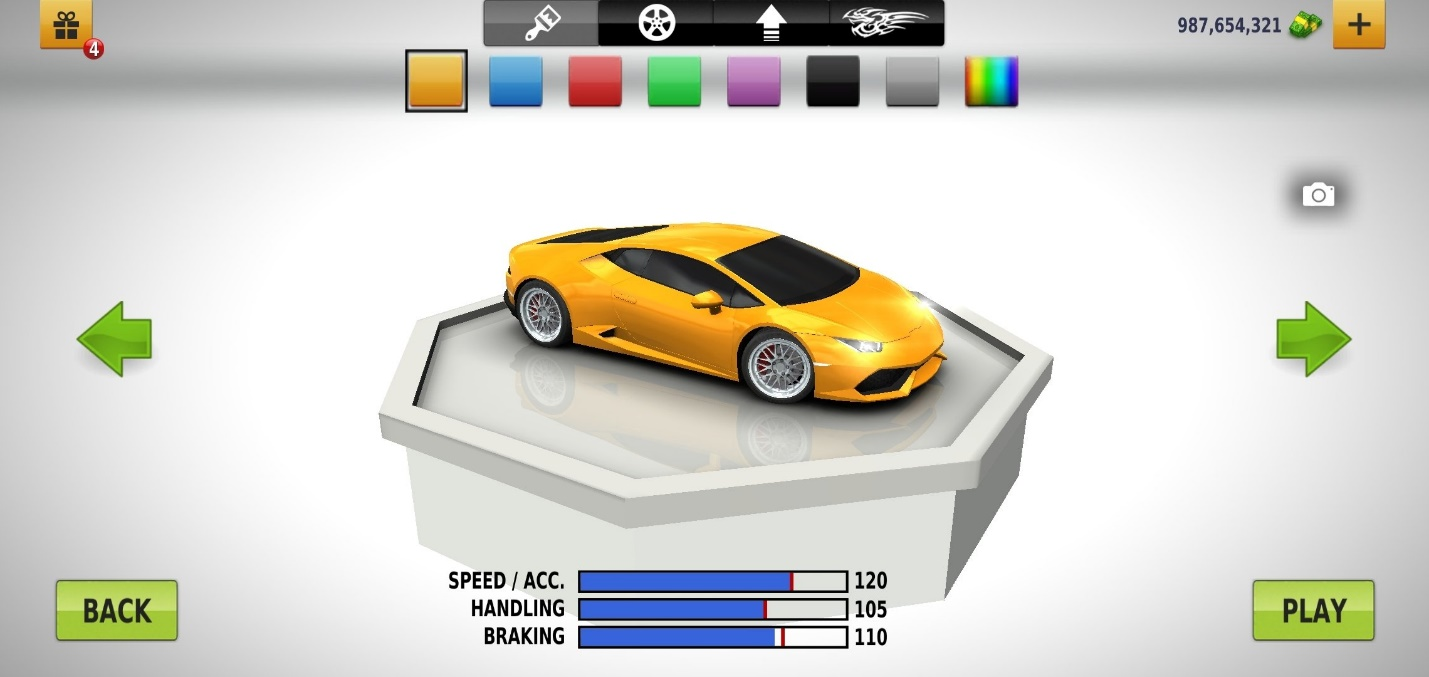 4
987,654,321
+
SPEED / ACC. 120
HANDLING 105
BRAKING 110
BACK
PLAY